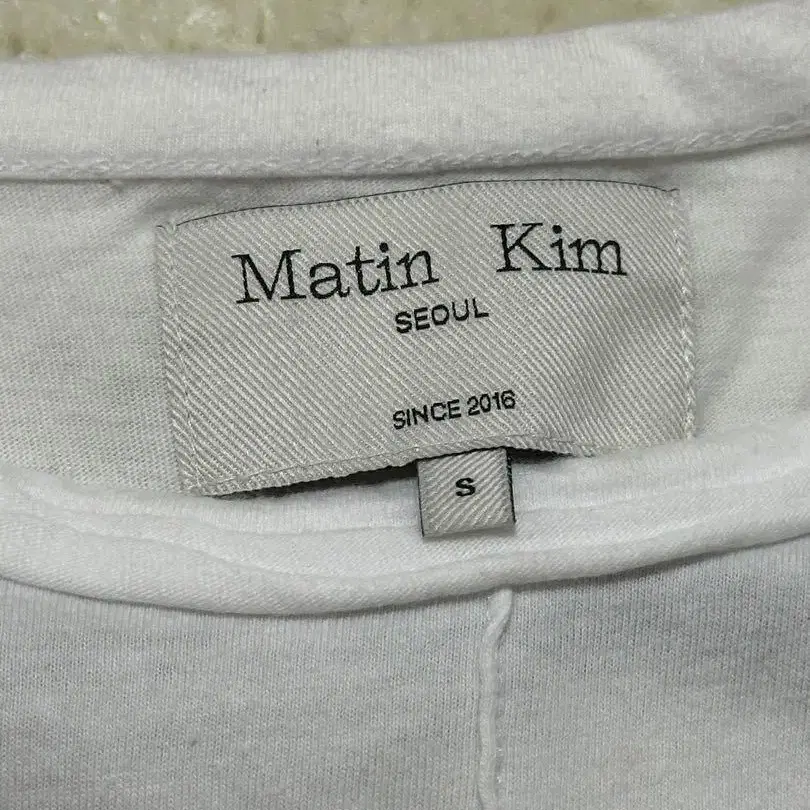 Matin Kim
SEOUL
SINCE 2016
S